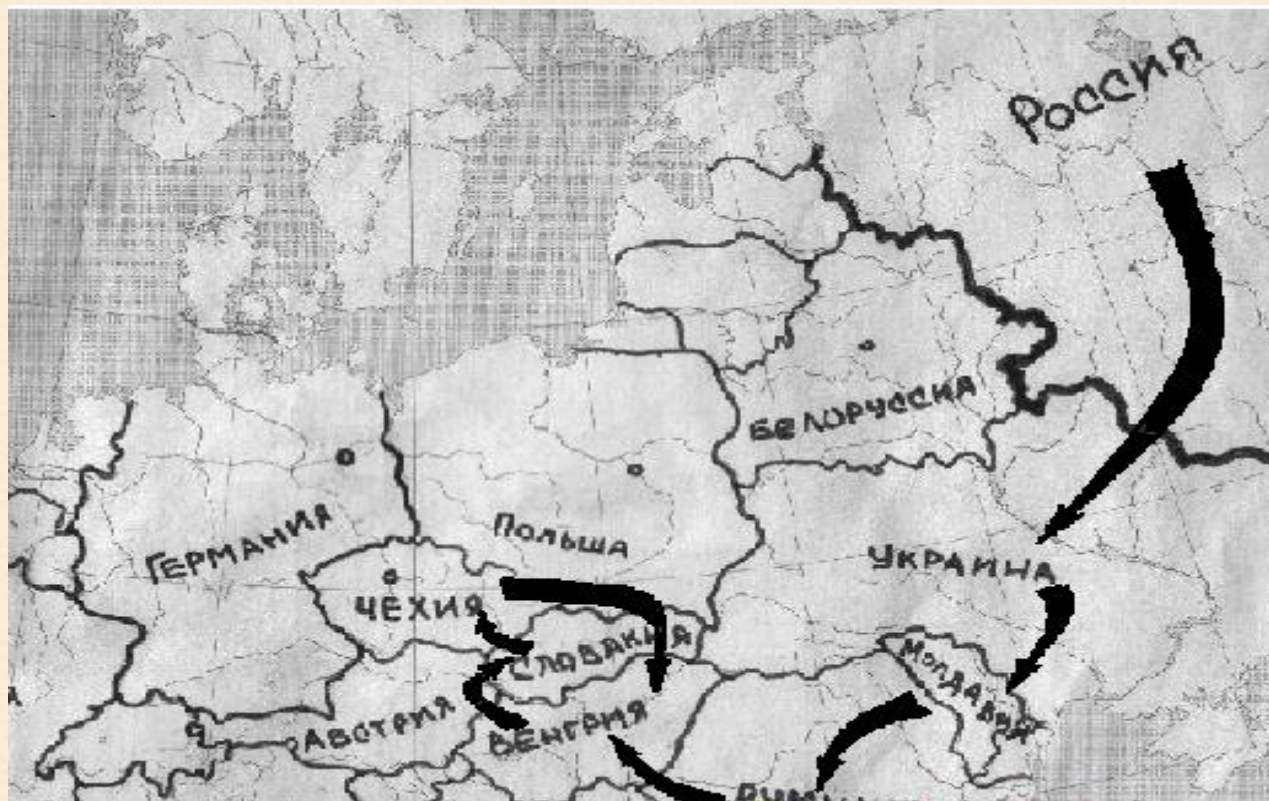 Россия
БЕЛОРУССИЯ
ГЕРМАНИЯ
ПОЛЬША
УКРАИНА
ЧЕХИЯ
СЛОВАКИЯ
МОЛДАВИЯ
АВСТРИЯ
ВЕНГРИЯ